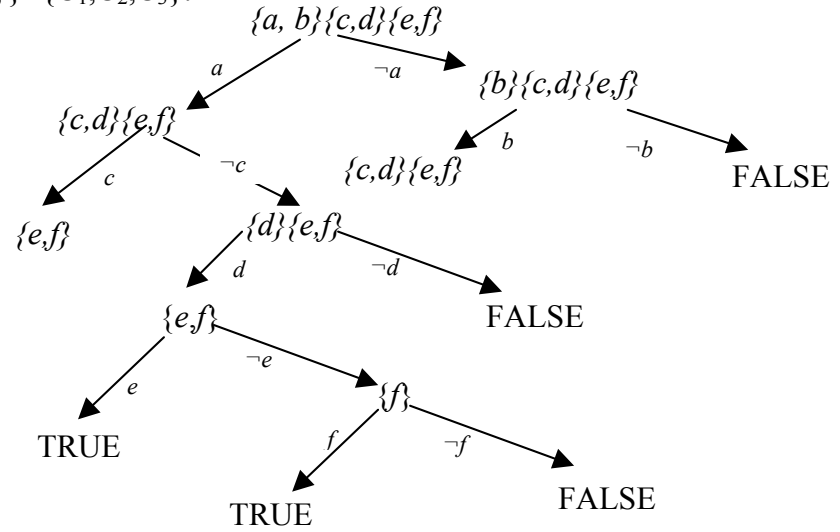 {a, b}{c,d}{e,f}
a
¬a
{b}{c,d}{e,f}
{c,d}{e,f}
b
¬b
c
¬c
{c,d}{e,f}
FALSE
{e,f}
{d}{e,f}
d
¬d
{e,f}
FALSE
e
¬e
{f}
TRUE
f
¬f
TRUE
FALSE